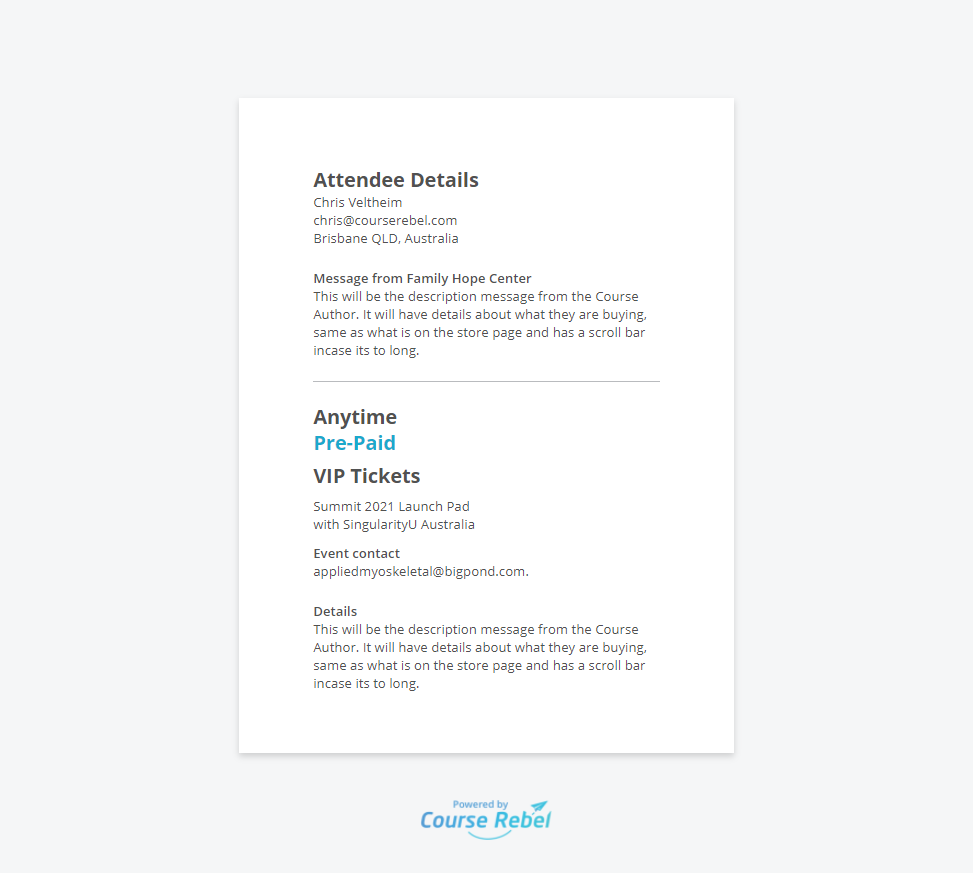 Attendee Details
Chris Veltheim
chris@courserebel.com
Brisbane QLD, Australia
Message from Family Hope Center
This will be the description message from the Course
Author. It will have details about what they are buying,
same as what is on the store page and has a scroll bar
incase its to long.
Anytime
Pre-Paid
VIP Tickets
Summit 2021 Launch Pad
with SingularityU Australia
Event contact
appliedmyoskeletal@bigpond.com.
Details
This will be the description message from the Course
Author. It will have details about what they are buying,
same as what is on the store page and has a scroll bar
incase its to long.
Powered by
Course Rebel